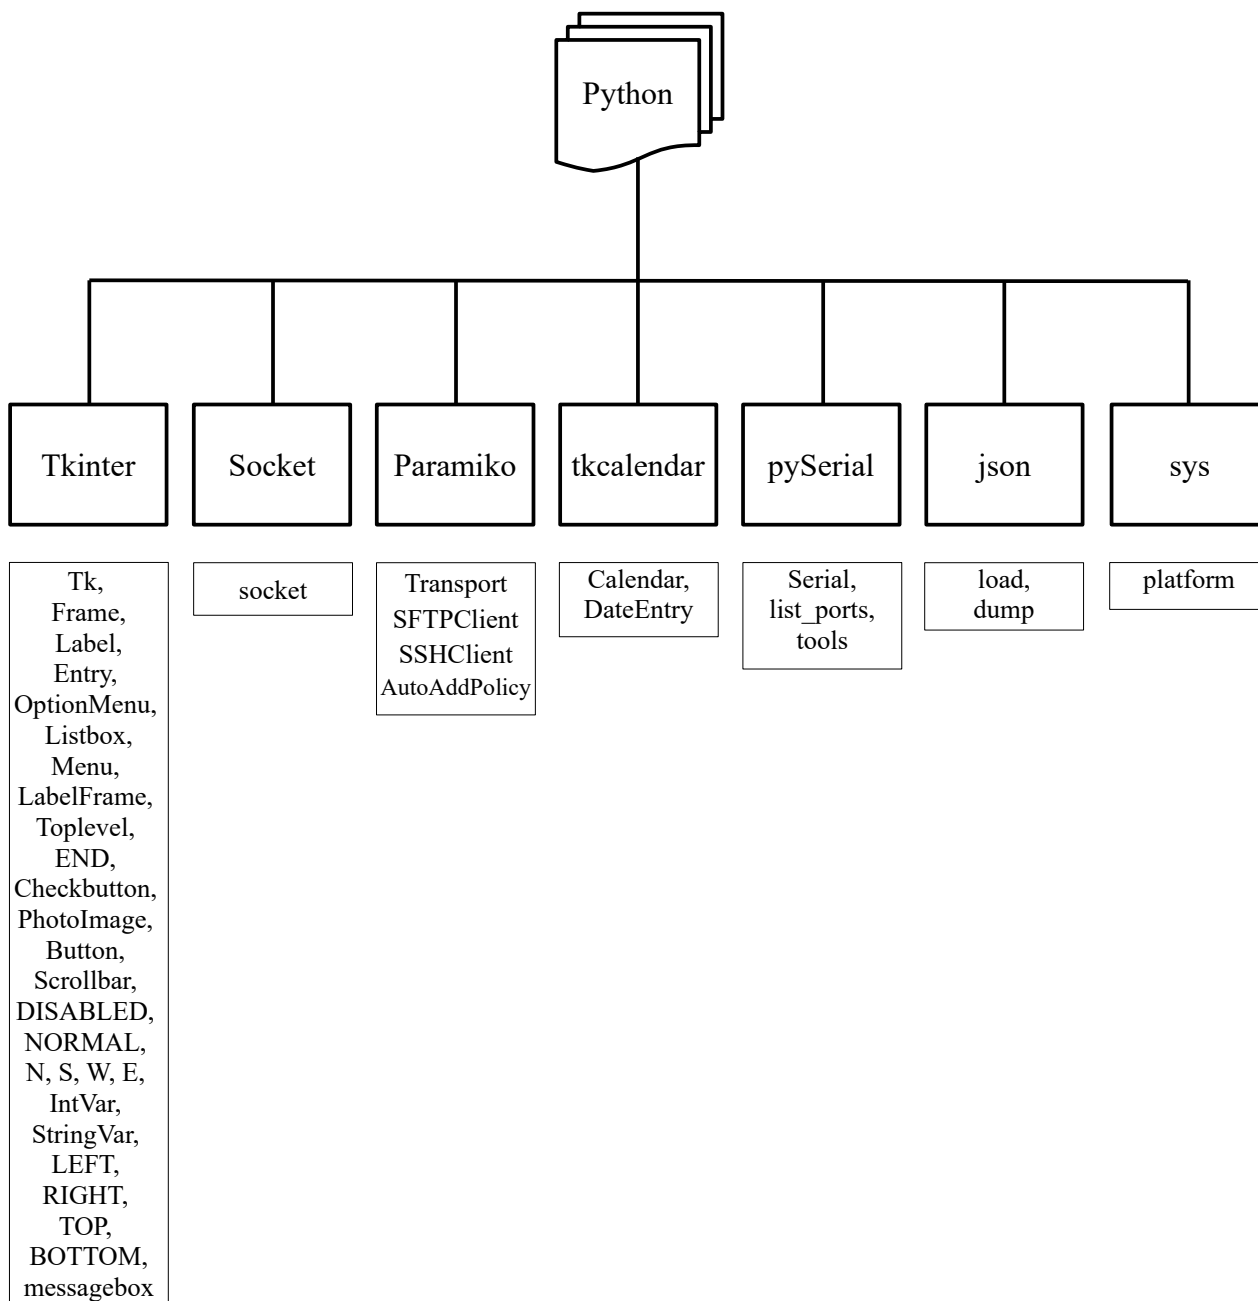 Python
Tkinter
Socket
Paramiko
tkcalendar
pySerial
json
sys
Tk,
Frame,
Label,
Entry,
OptionMenu,
Listbox,
Menu,
LabelFrame,
Toplevel,
END,
Checkbutton,
PhotoImage,
Button,
Scrollbar,
DISABLED,
NORMAL,
N, S, W, E,
IntVar,
StringVar,
LEFT,
RIGHT,
TOP,
BOTTOM,
messagebox
socket
Transport
SFTPClient
SSHClient
AutoAddPolicy
Calendar,
DateEntry
Serial,
list_ports,
tools
load,
dump
platform